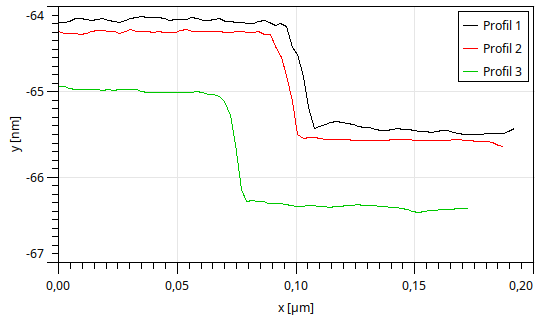 -64
-65
-66
-67
y [nm]
Profil 1
Profil 2
Profil 3
0,00
0,05
0,10
0,15
0,20
x [µm]